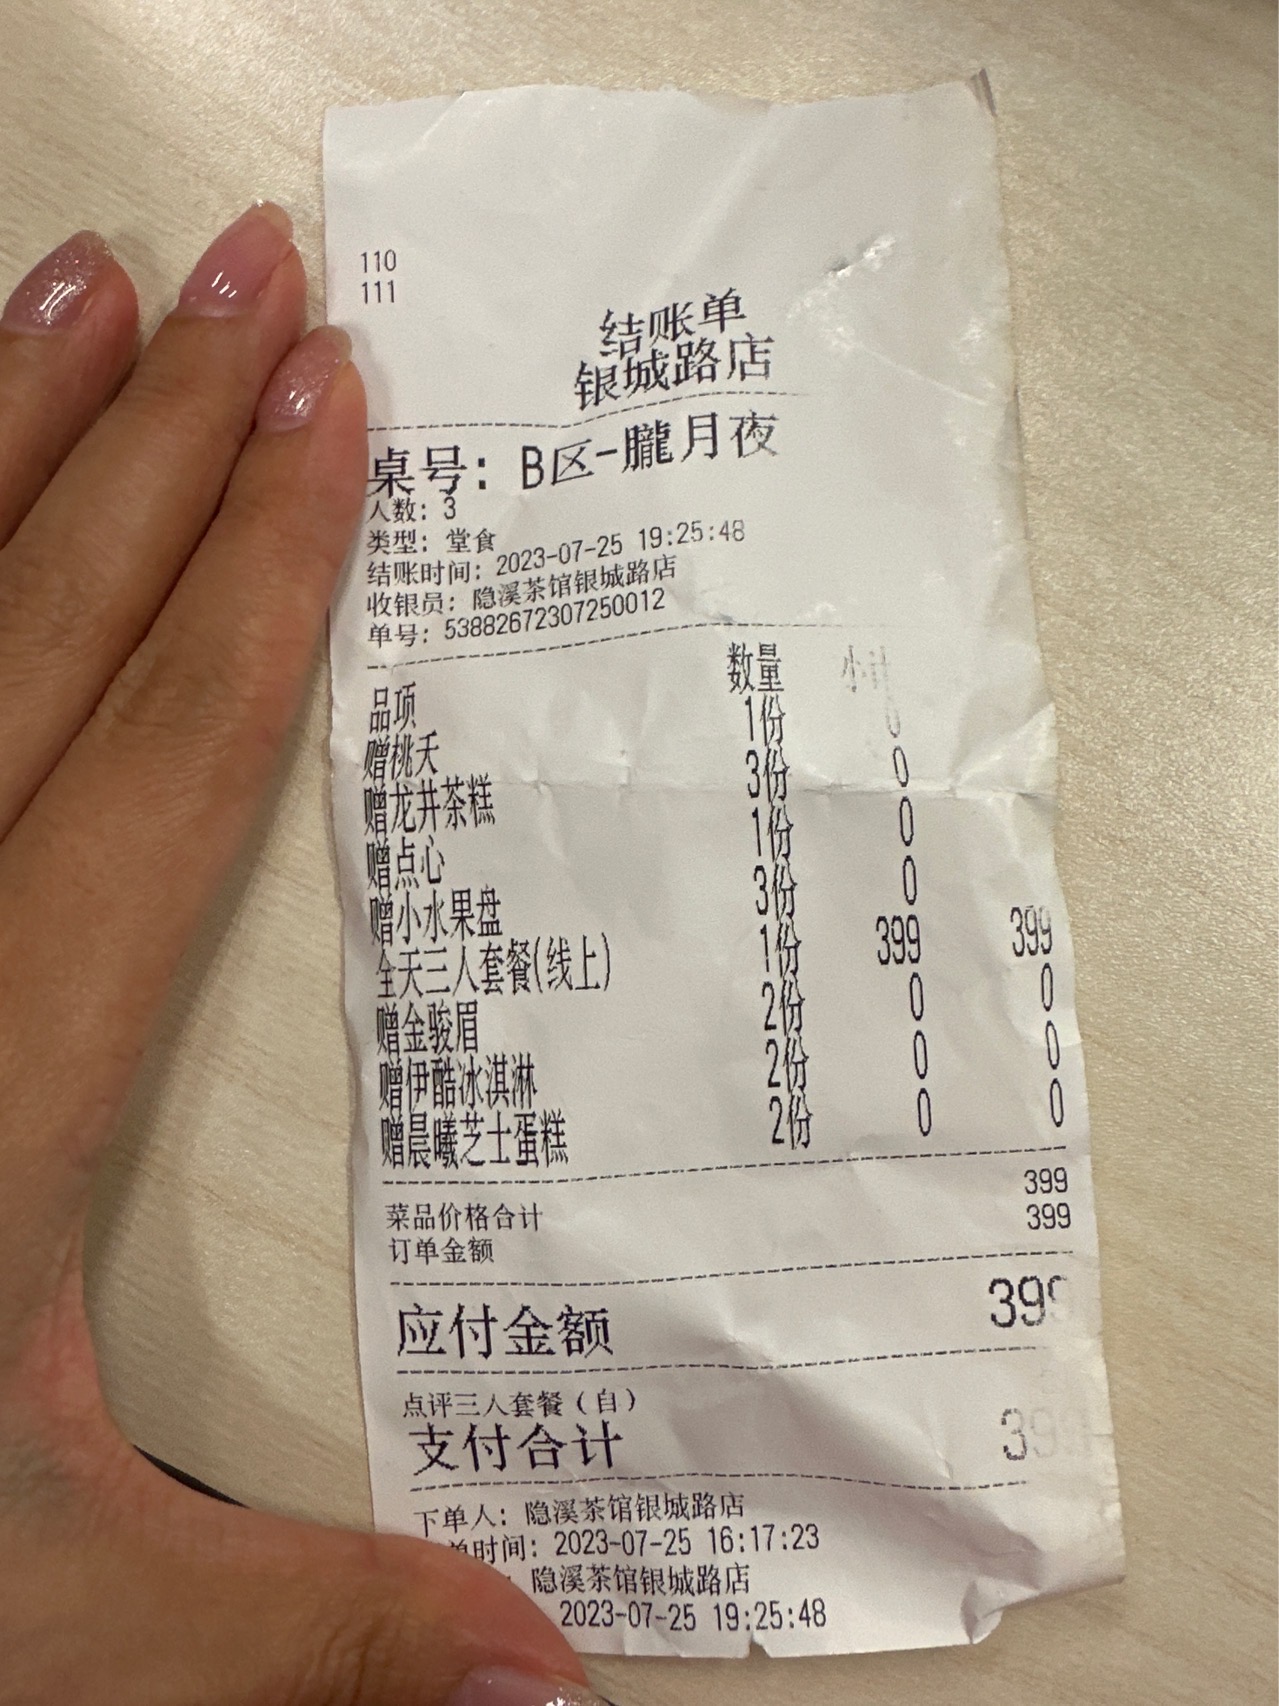 110
111
结账单
银城路店
桌号: B区-朧月夜
人数: 3
类型: 堂食
结账时间: 2023-07-25 19:25:48
收银员: 隐溪茶馆银城路店
单号: 53882672307250012
品项 数量 小计
赠桃夭 1份 0
赠龙井茶糕 3份 0
赠点心 1份 0
赠小水果盘 3份 0
全天三人套餐(线上) 1份 399 399
赠金骏眉 2份 0 0
赠伊酷冰淇淋 2份 0 0
赠晨曦芝士蛋糕 2份 0 0
菜品价格合计 399
订单金额 399
应付金额 399
点评三人套餐(自)
支付合计 399
下单人: 隐溪茶馆银城路店
单时间: 2023-07-25 16:17:23
隐溪茶馆银城路店
2023-07-25 19:25:48